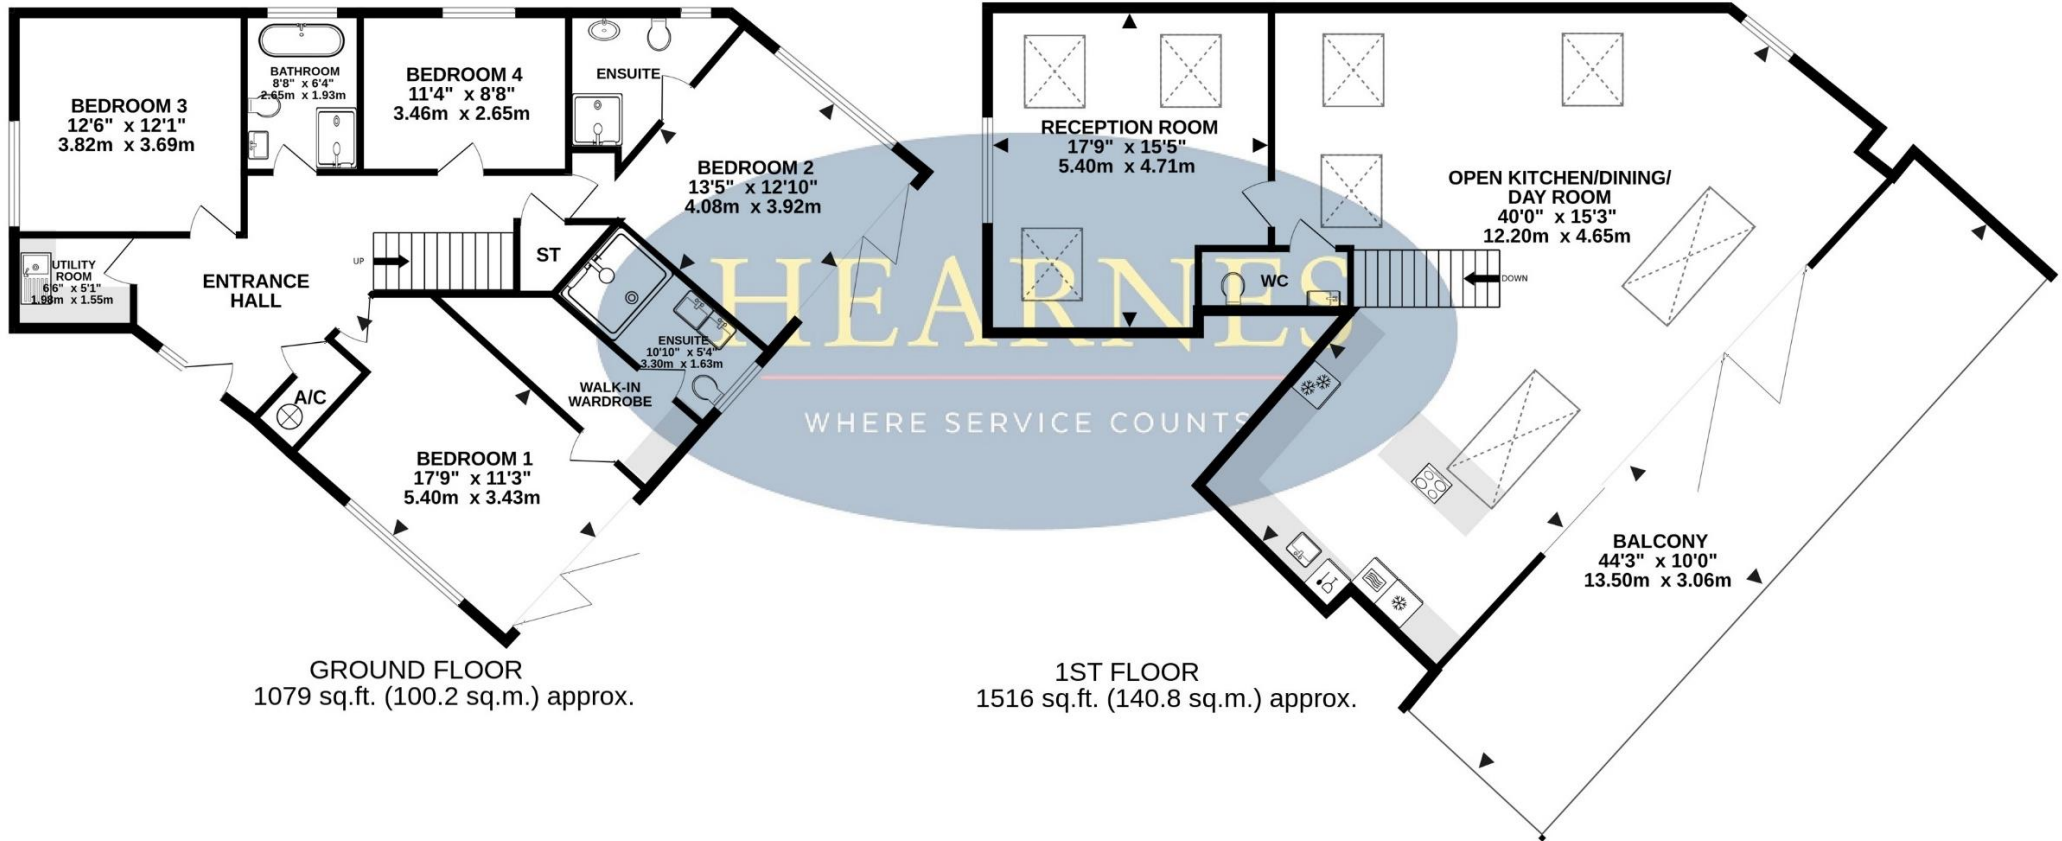 BEDROOM 3
12'6" x 12'1"
3.82m x 3.69m
BATHROOM
8'8" x 6'4"
2.65m x 1.93m
BEDROOM 4
11'4" x 8'8"
3.46m x 2.65m
ENSUITE
BEDROOM 2
13'5" x 12'10"
4.08m x 3.92m
UTILITY
ROOM
6'6" x 5'1"
1.98m x 1.55m
ENTRANCE
HALL
UP
ST
ENSUITE
10'10" x 5'4"
3.30m x 1.63m
WALK-IN
WARDROBE
A/C
BEDROOM 1
17'9" x 11'3"
5.40m x 3.43m
GROUND FLOOR
1079 sq.ft. (100.2 sq.m.) approx.
HEARNES
WHERE SERVICE COUNTS
RECEPTION ROOM
17'9" x 15'5"
5.40m x 4.71m
OPEN KITCHEN/DINING/
DAY ROOM
40'0" x 15'3"
12.20m x 4.65m
WC
DOWN
BALCONY
44'3" x 10'0"
13.50m x 3.06m
1ST FLOOR
1516 sq.ft. (140.8 sq.m.) approx.